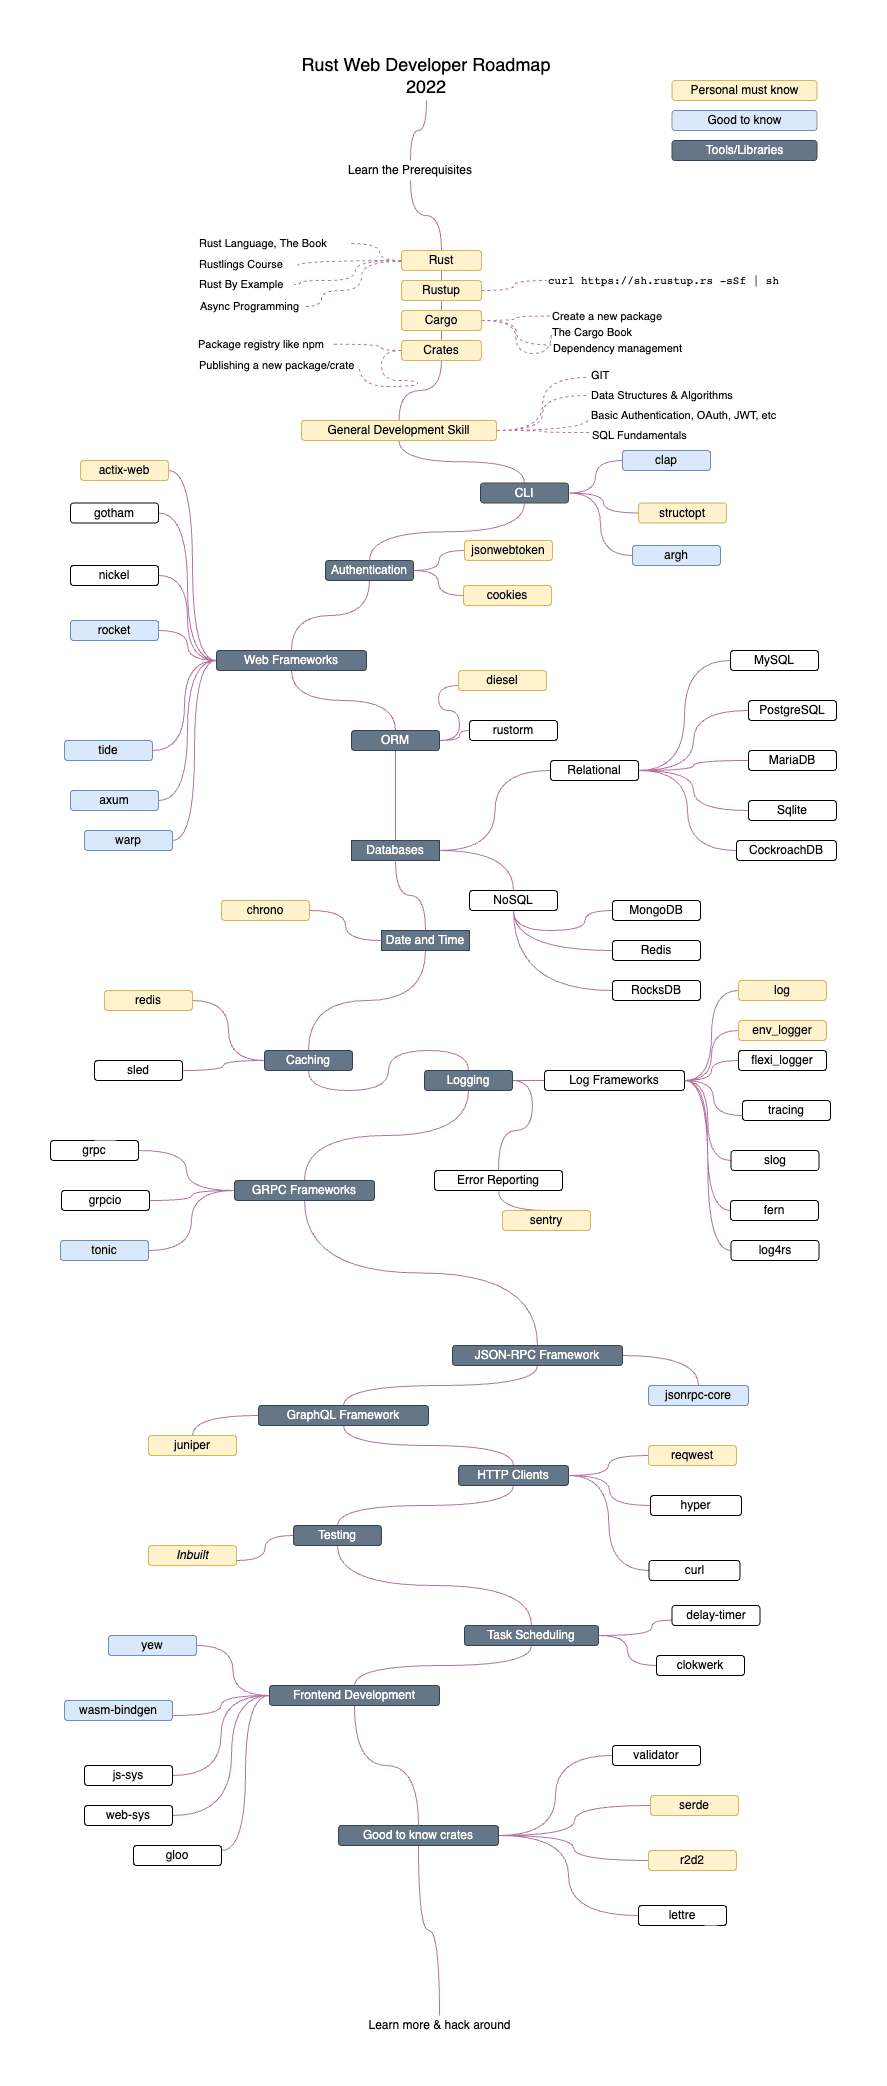 Rust Web Developer Roadmap
2022
Personal must know
Good to know
Tools/Libraries
Learn the Prerequisites
Rust Language, The Book
Rustlings Course
Rust By Example
Async Programming
Rust
Rustup
curl https://sh.rustup.rs -sSf | sh
Cargo
Create a new package
The Cargo Book
Dependency management
Package registry like npm
Publishing a new package/crate
Crates
General Development Skill
GIT
Data Structures & Algorithms
Basic Authentication, OAuth, JWT, etc
SQL Fundamentals
CLI
clap
structopt
argh
Authentication
jsonwebtoken
cookies
actix-web
gotham
nickel
rocket
Web Frameworks
tide
axum
warp
ORM
diesel
rustorm
Databases
Relational
MySQL
PostgreSQL
MariaDB
Sqlite
CockroachDB
NoSQL
MongoDB
Redis
RocksDB
chrono
Date and Time
redis
sled
Caching
Logging
Log Frameworks
log
env_logger
flexi_logger
tracing
slog
fern
log4rs
Error Reporting
sentry
grpc
grpcio
tonic
GRPC Frameworks
JSON-RPC Framework
jsonrpc-core
GraphQL Framework
juniper
HTTP Clients
reqwest
hyper
curl
Testing
Inbuilt
Task Scheduling
delay-timer
clokwerk
yew
wasm-bindgen
js-sys
web-sys
gloo
Frontend Development
Good to know crates
validator
serde
r2d2
lettre
Learn more & hack around